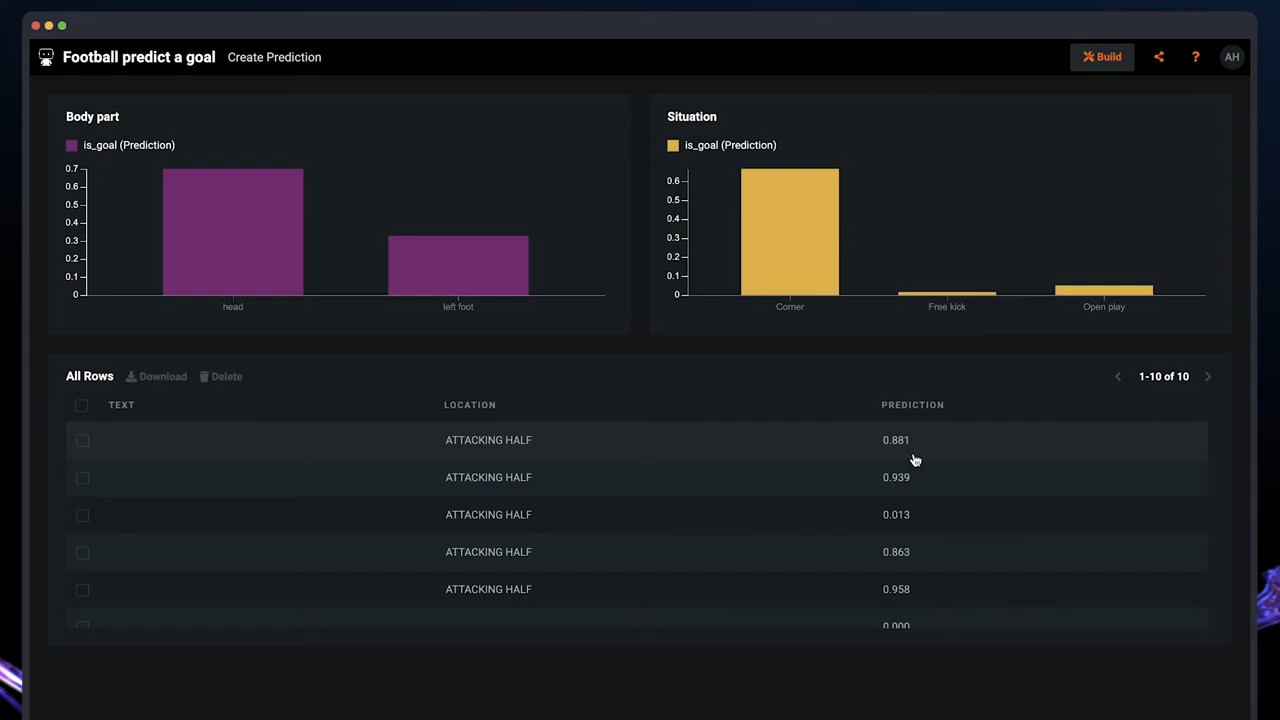 Football predict a goal Create Prediction Build ? AH
Body part
is_goal (Prediction)
0.7
0.6
0.5
0.4
0.3
0.2
0.1
0
head left foot
Situation
is_goal (Prediction)
0.6
0.5
0.4
0.3
0.2
0.1
0
Corner Free kick Open play
All Rows Download Delete 1-10 of 10
TEXT LOCATION PREDICTION
ATTACKING HALF 0.881
ATTACKING HALF 0.939
ATTACKING HALF 0.013
ATTACKING HALF 0.863
ATTACKING HALF 0.958
0.000